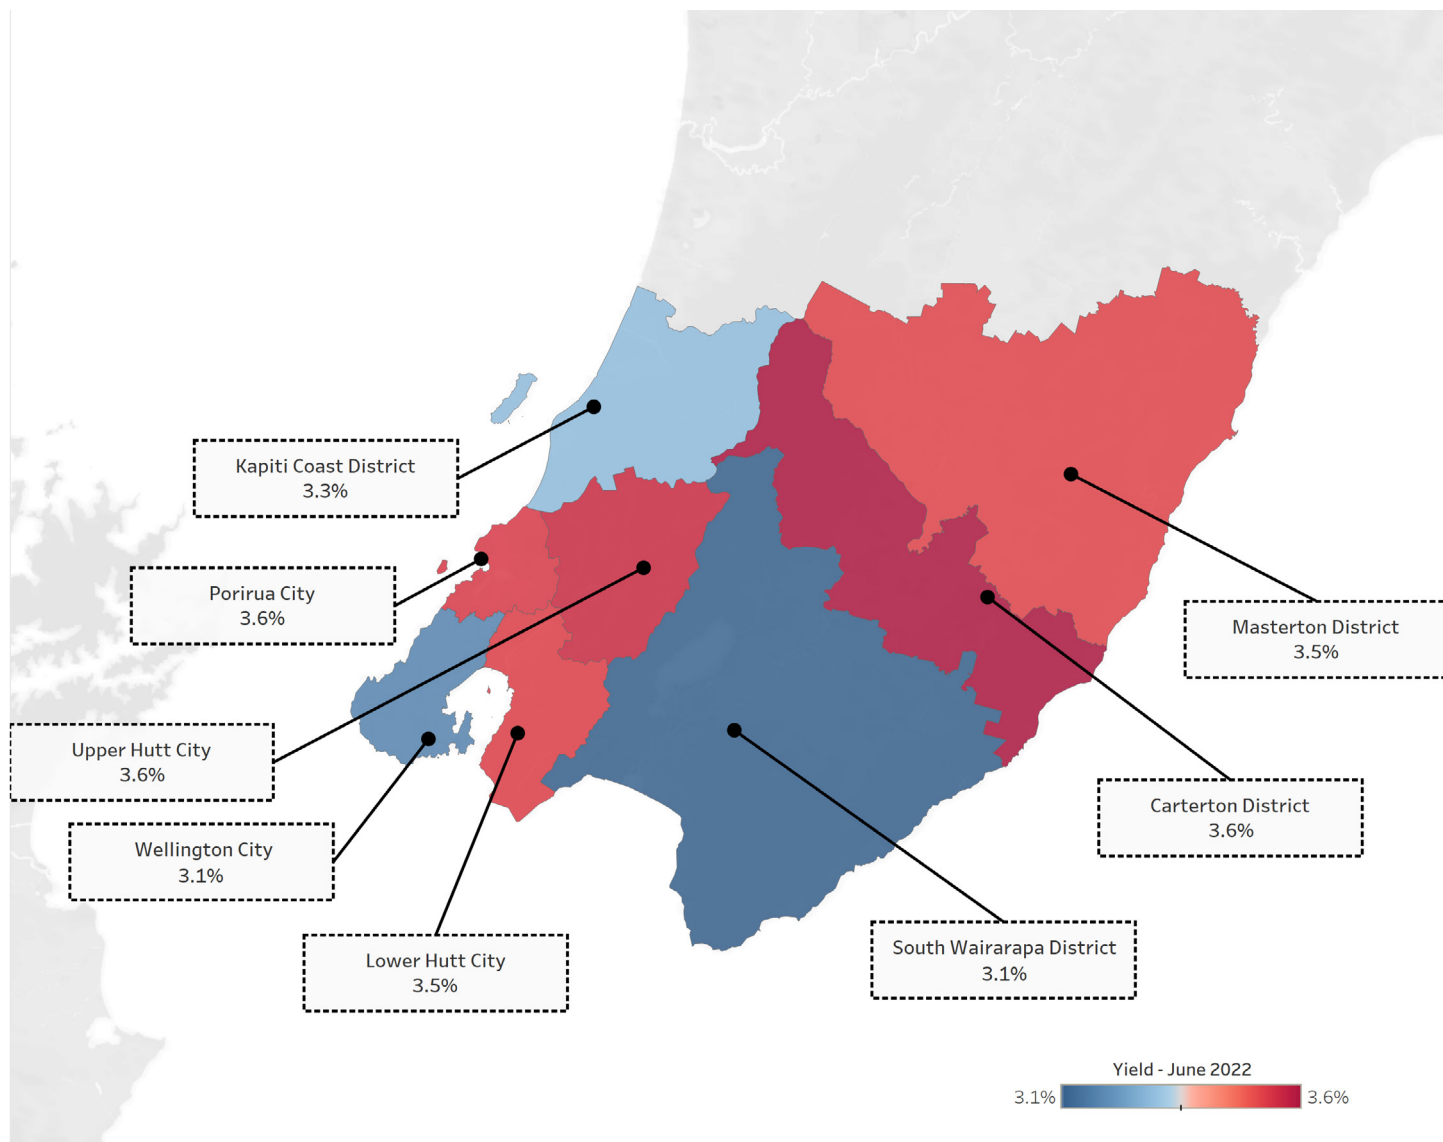 Kapiti Coast District
3.3%
Porirua City
3.6%
Masterton District
3.5%
Upper Hutt City
3.6%
Carterton District
3.6%
Wellington City
3.1%
South Wairarapa District
3.1%
Lower Hutt City
3.5%
Yield - June 2022
3.1% 3.6%